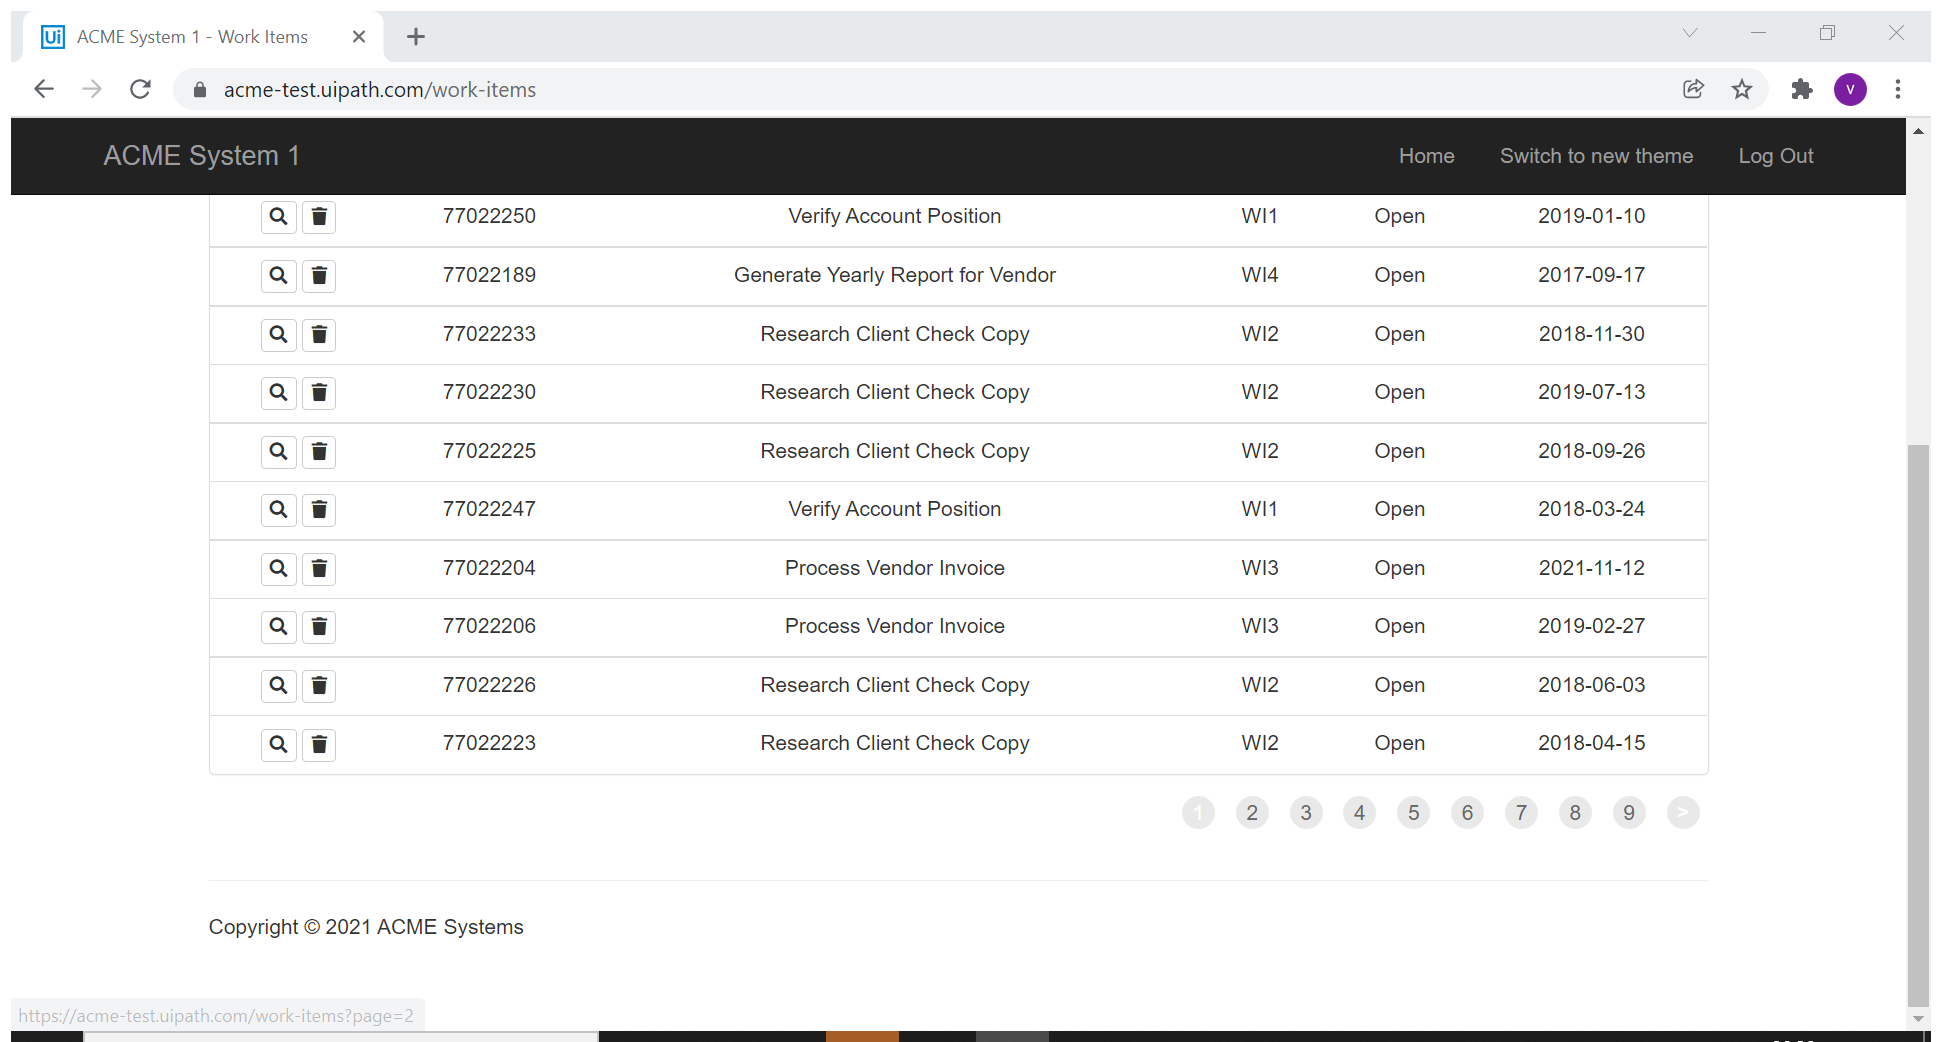 Ui ACME System 1 - Work Items
acme-test.uipath.com/work-items
V
ACME System 1 Home Switch to new theme Log Out
77022250 Verify Account Position WI1 Open 2019-01-10
77022189 Generate Yearly Report for Vendor WI4 Open 2017-09-17
77022233 Research Client Check Copy WI2 Open 2018-11-30
77022230 Research Client Check Copy WI2 Open 2019-07-13
77022225 Research Client Check Copy WI2 Open 2018-09-26
77022247 Verify Account Position WI1 Open 2018-03-24
77022204 Process Vendor Invoice WI3 Open 2021-11-12
77022206 Process Vendor Invoice WI3 Open 2019-02-27
77022226 Research Client Check Copy WI2 Open 2018-06-03
77022223 Research Client Check Copy WI2 Open 2018-04-15
1 2 3 4 5 6 7 8 9 >
Copyright © 2021 ACME Systems
https://acme-test.uipath.com/work-items?page=2